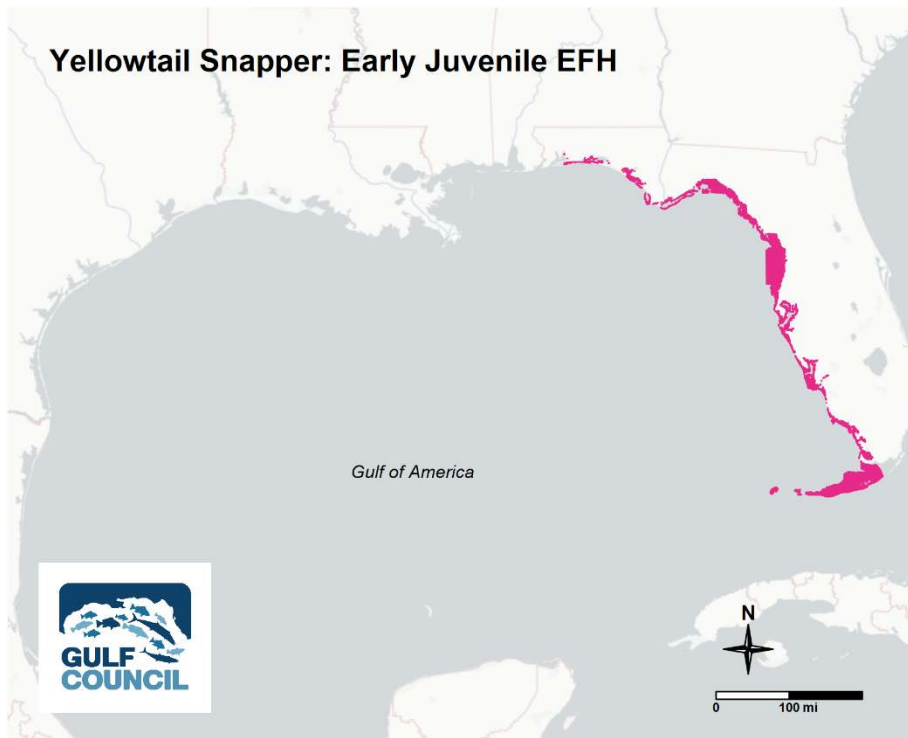 Yellowtail Snapper: Early Juvenile EFH
Gulf of America
GULF
COUNCIL
N
0 100 mi